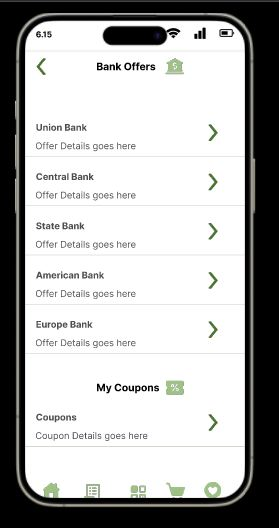 6.15
Bank Offers
$
Union Bank
Offer Details goes here
Central Bank
Offer Details goes here
State Bank
Offer Details goes here
American Bank
Offer Details goes here
Europe Bank
Offer Details goes here
My Coupons
%
Coupons
Coupon Details goes here